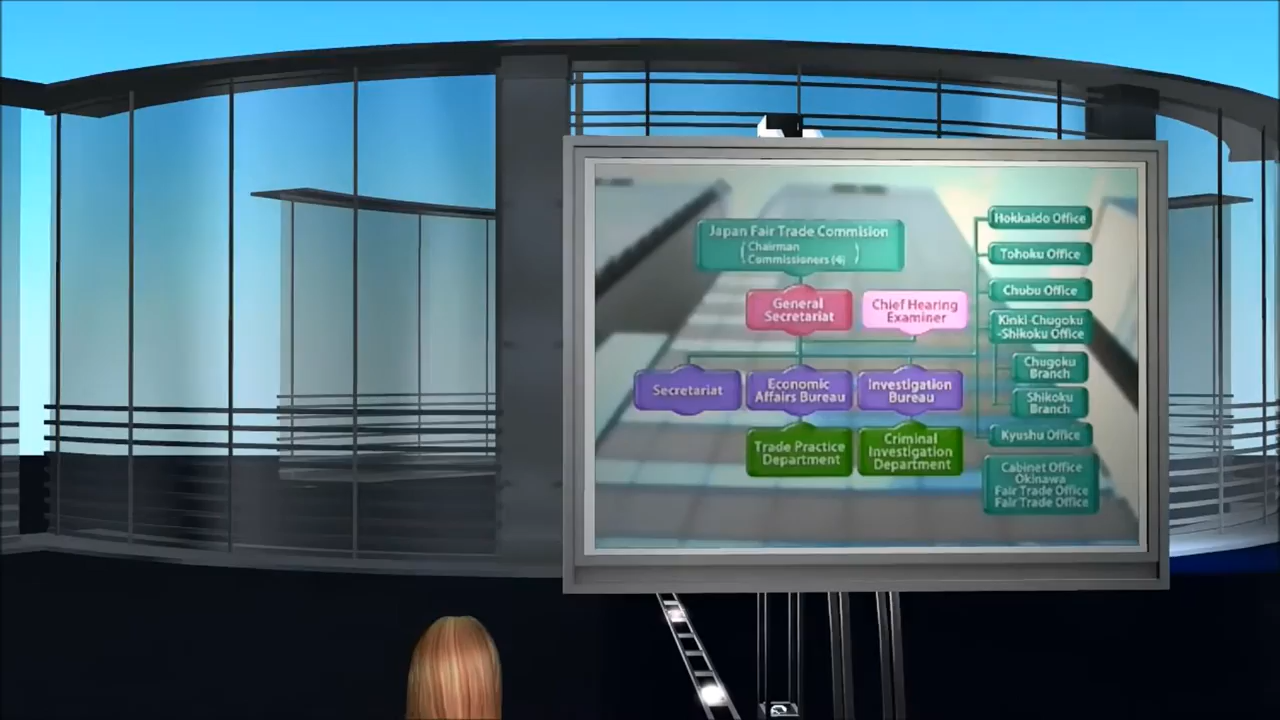 Japan Fair Trade Commision
(Chairman
Commissioners (4))
General
Secretariat
Chief Hearing
Examiner
Secretariat
Economic
Affairs Bureau
Investigation
Bureau
Trade Practice
Department
Criminal
Investigation
Department
Hokkaido Office
Tohoku Office
Chubu Office
Kinki-Chugoku
-Shikoku Office
Chugoku
Branch
Shikoku
Branch
Kyushu Office
Cabinet Office
Okinawa
Fair Trade Office
Fair Trade Office